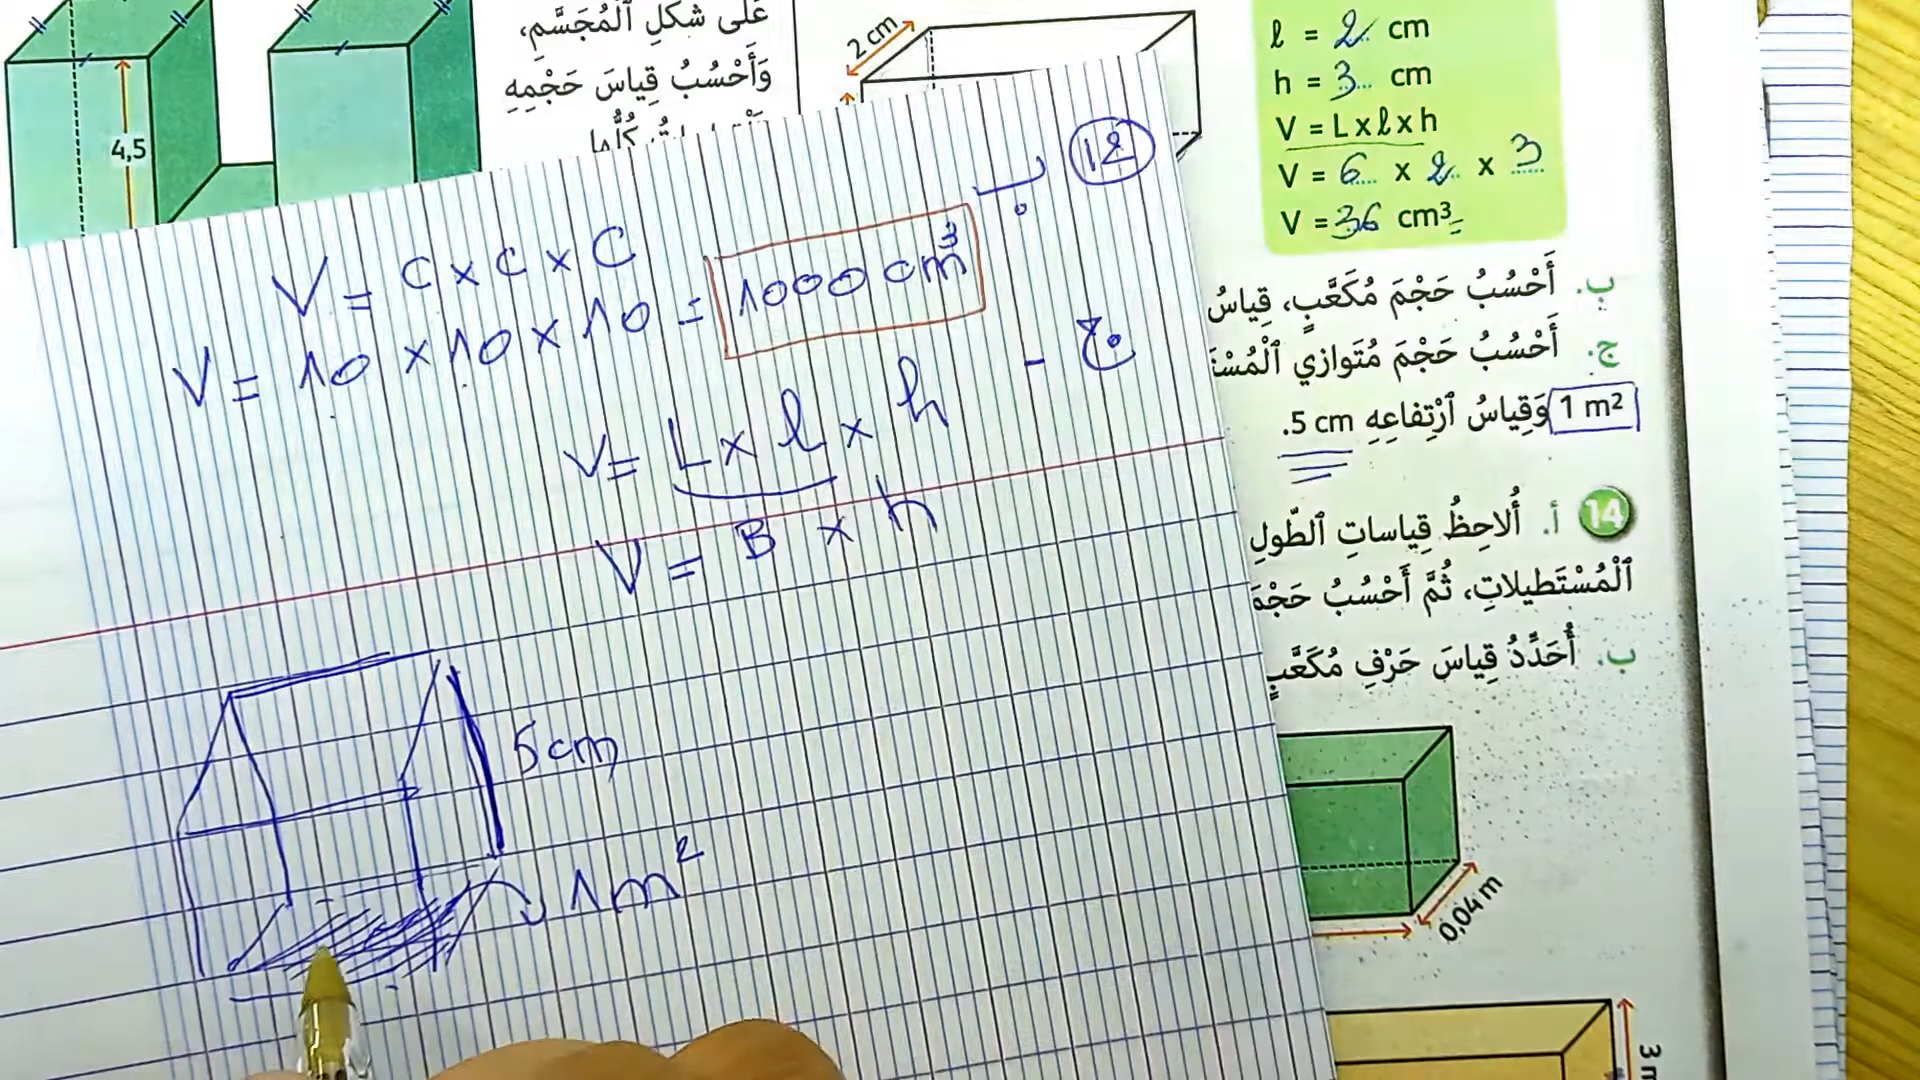 عَلى شَكْلِ ٱلْمُجَسَّمِ،
وَأَحْسُبُ قِياسَ حَجْمِهِ
كُلُّها
4,5
2 cm
l = 2 cm
h = 3 cm
V = L x l x h
V = 6 x 2 x 3
V = 36 cm³
ب. أَحْسُبُ حَجْمَ مُكَعَّبٍ، قِياسُ
ج. أَحْسُبُ حَجْمَ مُتَوازي
1 m² وَقِياسُ ٱرْتِفاعِهِ 5 cm.
14 أ. أُلاحِظُ قِياساتِ ٱلطّولِ
ٱلْمُسْتَطيلاتِ، ثُمَّ أَحْسُبُ حَجْمَ
ب. أُحَدِّدُ قِياسَ حَرْفِ مُكَعَّبٍ
0,04 m
3 m
12
ب
V = C x C x C
V = 10 x 10 x 10 = 1000 cm³
ج -
V = L x l x h
V = B x h
5 cm
1 m²